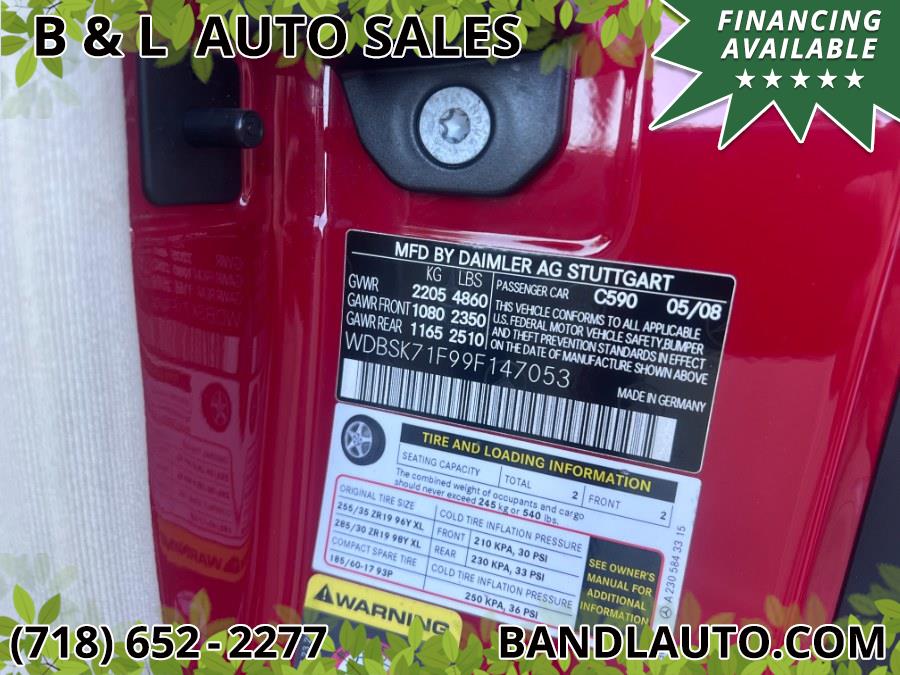 B & L AUTO SALES
FINANCING
AVAILABLE
MFD BY DAIMLER AG STUTTGART
KG LBS
GVWR 2205 4860
GAWR FRONT 1080 2350
GAWR REAR 1165 2510
PASSENGER CAR C590 05/08
THIS VEHICLE CONFORMS TO ALL APPLICABLE
U.S. FEDERAL MOTOR VEHICLE SAFETY,BUMPER
AND THEFT PREVENTION STANDARDS IN EFFECT
ON THE DATE OF MANUFACTURE SHOWN ABOVE
WDBSK71F99F147053
MADE IN GERMANY
TIRE AND LOADING INFORMATION
SEATING CAPACITY TOTAL 2 FRONT 2
The combined weight of occupants and cargo
should never exceed 245 kg or 540 lbs.
ORIGINAL TIRE SIZE
255/35 ZR19 96Y XL
285/30 ZR19 98Y XL
COMPACT SPARE TIRE
185/60-17 93P
COLD TIRE INFLATION PRESSURE
FRONT 210 KPA, 30 PSI
REAR 230 KPA, 33 PSI
COLD TIRE INFLATION PRESSURE
250 KPA, 36 PSI
SEE OWNER'S
MANUAL FOR
ADDITIONAL
INFORMATION
A 230 584 33 15
WARNING
(718) 652-2277
BANDLAUTO.COM